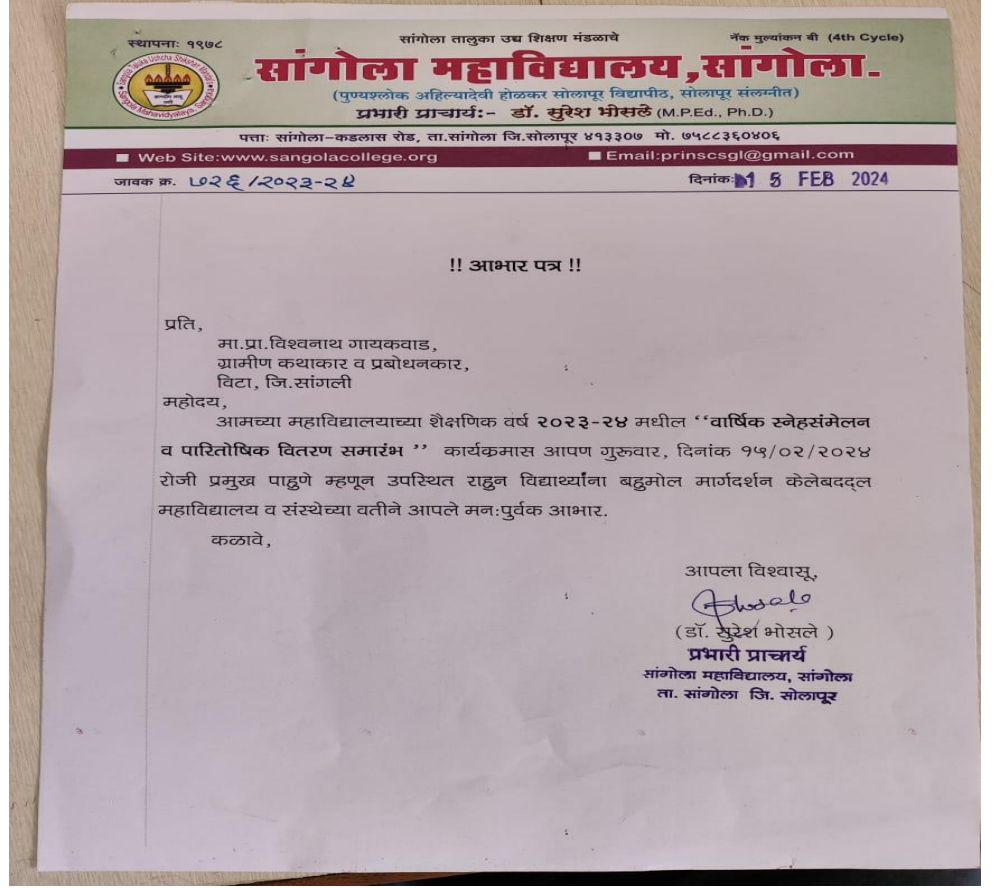 स्थापनाः १९७८
सांगोला तालुका उच्च शिक्षण मंडळाचे
नॅक मुल्यांकन बी (4th Cycle)
सांगोला महाविद्यालय,सांगोला.
(पुण्यश्लोक अहिल्यादेवी होळकर सोलापूर विद्यापीठ, सोलापूर संलग्नीत)
प्रभारी प्राचार्य:- डॉ. सुरेश भोसले (M.P.Ed., Ph.D.)
पत्ताः सांगोला-कडलास रोड, ता.सांगोला जि.सोलापूर ४१३३०७ मो. ७५८८३६०४०६
Web Site:www.sangolacollege.org
Email:prinscsgl@gmail.com
जावक क्र. ७२६/२०२३-२४
दिनांकः 15 FEB 2024
!! आभार पत्र !!
प्रति,
मा.प्रा.विश्वनाथ गायकवाड,
ग्रामीण कथाकार व प्रबोधनकार,
विटा, जि.सांगली
महोदय,
आमच्या महाविद्यालयाच्या शैक्षणिक वर्ष २०२३-२४ मधील ‘‘वार्षिक स्नेहसंमेलन
व पारितोषिक वितरण समारंभ ’’ कार्यक्रमास आपण गुरूवार, दिनांक १५/०२/२०२४
रोजी प्रमुख पाहुणे म्हणून उपस्थित राहुन विद्यार्थ्यांना बहुमोल मार्गदर्शन केलेबदद्ल
महाविद्यालय व संस्थेच्या वतीने आपले मन:पुर्वक आभार.
कळावे,
आपला विश्वासू,
Bhosale
(डॉ. सुरेश भोसले )
प्रभारी प्राचार्य
सांगोला महाविद्यालय, सांगोला
ता. सांगोला जि. सोलापूर